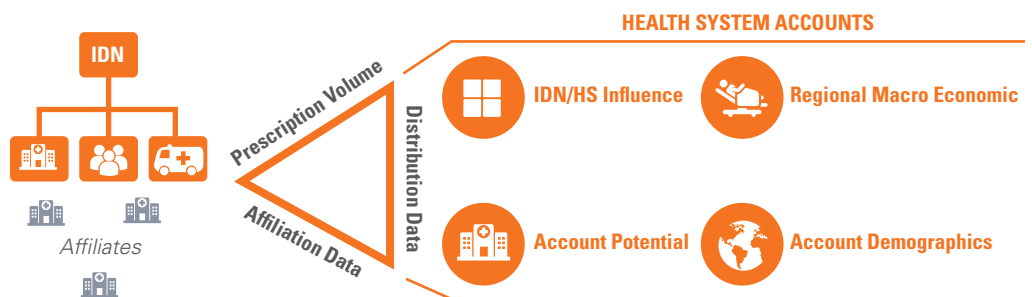 HEALTH SYSTEM ACCOUNTS
IDN
Affiliates
Prescription Volume
Affiliation Data
Distribution Data
IDN/HS Influence
Regional Macro Economic
Account Potential
Account Demographics